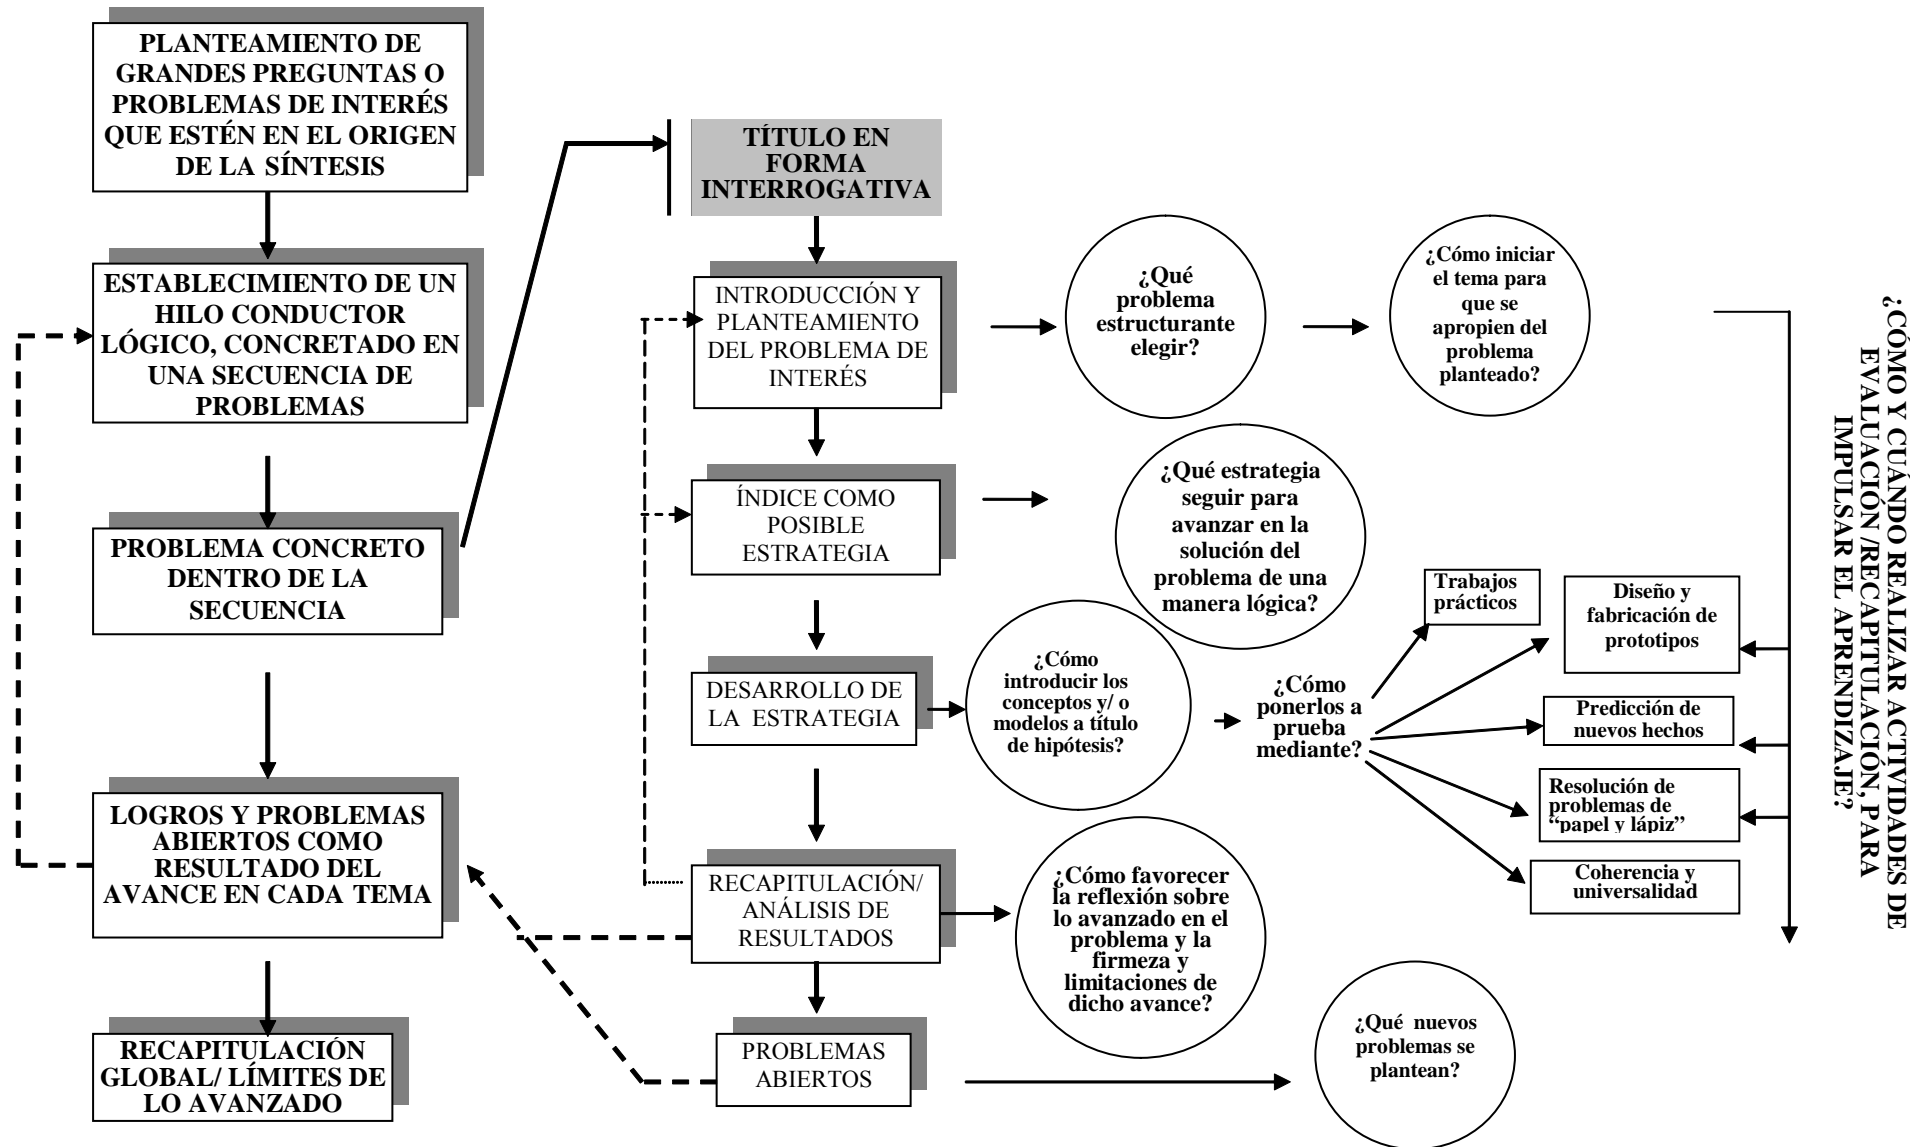 PLANTEAMIENTO DE
GRANDES PREGUNTAS O
PROBLEMAS DE INTERÉS
QUE ESTÉN EN EL ORIGEN
DE LA SÍNTESIS
ESTABLECIMIENTO DE UN
HILO CONDUCTOR
LÓGICO, CONCRETADO EN
UNA SECUENCIA DE
PROBLEMAS
PROBLEMA CONCRETO
DENTRO DE LA
SECUENCIA
LOGROS Y PROBLEMAS
ABIERTOS COMO
RESULTADO DEL
AVANCE EN CADA TEMA
RECAPITULACIÓN
GLOBAL/ LÍMITES DE
LO AVANZADO
TÍTULO EN
FORMA
INTERROGATIVA
INTRODUCCIÓN Y
PLANTEAMIENTO
DEL PROBLEMA DE
INTERÉS
ÍNDICE COMO
POSIBLE
ESTRATEGIA
DESARROLLO DE
LA ESTRATEGIA
RECAPITULACIÓN/
ANÁLISIS DE
RESULTADOS
PROBLEMAS
ABIERTOS
¿Qué
problema
estructurante
elegir?
¿Cómo iniciar
el tema para
que se
apropien del
problema
planteado?
¿Qué estrategia
seguir para
avanzar en la
solución del
problema de una
manera lógica?
¿Cómo
introducir los
conceptos y/ o
modelos a título
de hipótesis?
¿Cómo
ponerlos a
prueba
mediante?
Trabajos
prácticos
Diseño y
fabricación de
prototipos
Predicción de
nuevos hechos
Resolución de
problemas de
“papel y lápiz”
Coherencia y
universalidad
¿Cómo favorecer
la reflexión sobre
lo avanzado en el
problema y la
firmeza y
limitaciones de
dicho avance?
¿Qué nuevos
problemas se
plantean?
¿CÓMO Y CUÁNDO REALIZAR ACTIVIDADES DE
EVALUACIÓN /RECAPITULACIÓN, PARA
IMPULSAR EL APRENDIZAJE?